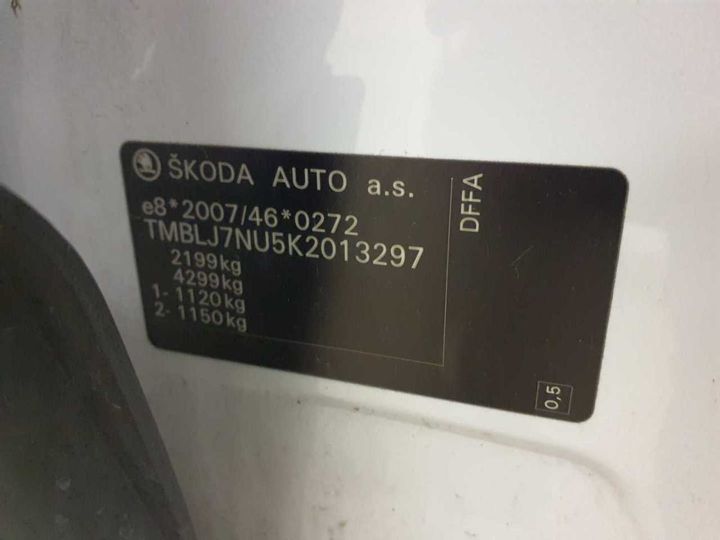 ŠKODA AUTO a.s.
e8*2007/46*0272
TMBLJ7NU5K2013297
2199kg
4299kg
1- 1120kg
2- 1150kg
DFFA
0,5